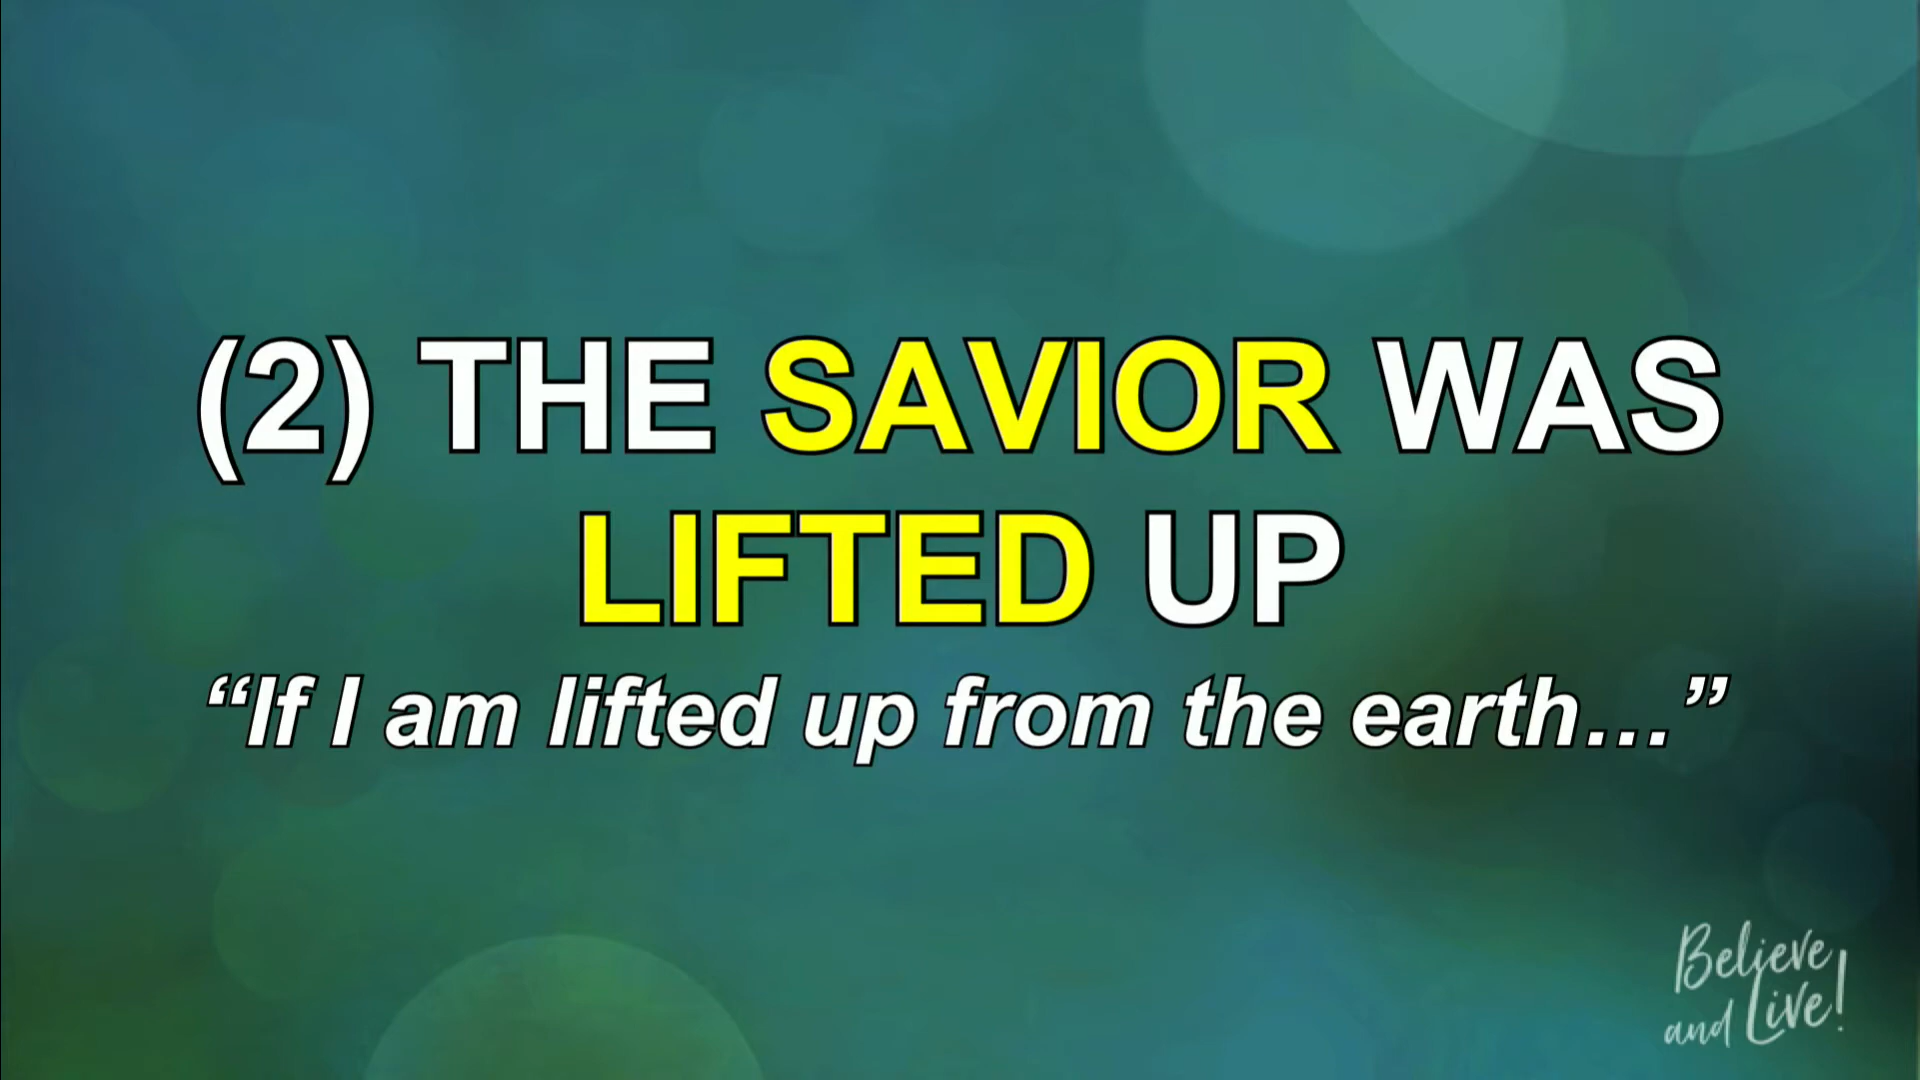 (2) THE SAVIOR WAS
LIFTED UP
“If I am lifted up from the earth…”
Believe
and Live!